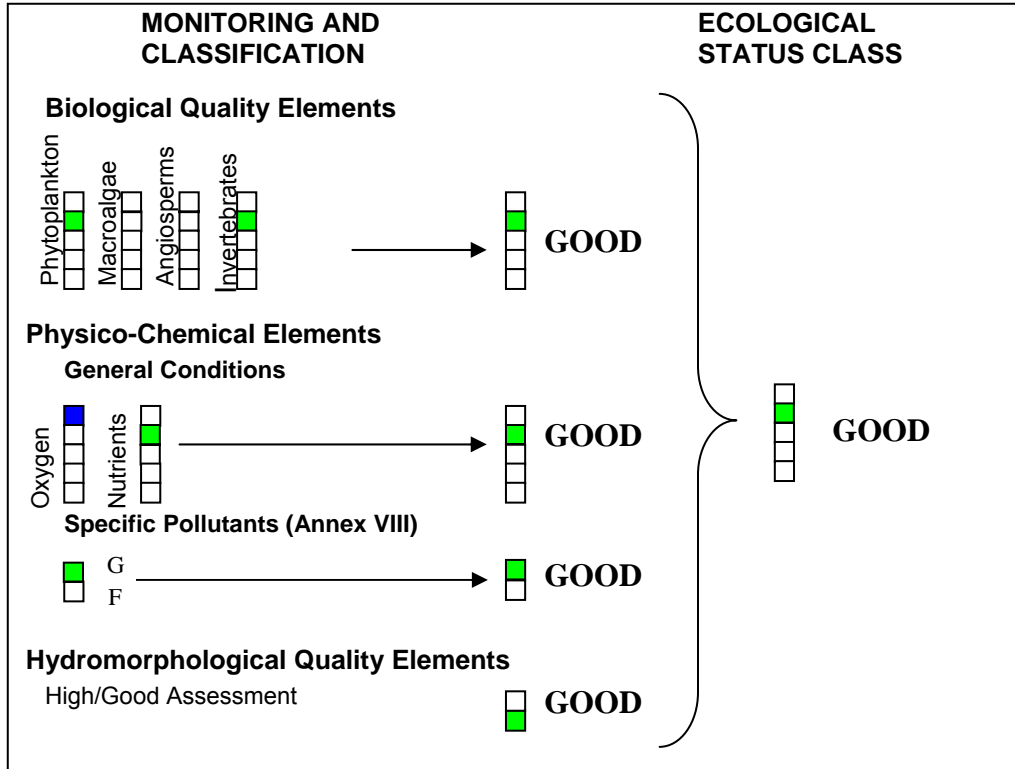 MONITORING AND
CLASSIFICATION
ECOLOGICAL
STATUS CLASS
Biological Quality Elements
Phytoplankton
Macroalgae
Angiosperms
Invertebrates
GOOD
Physico-Chemical Elements
General Conditions
Oxygen
Nutrients
GOOD
GOOD
Specific Pollutants (Annex VIII)
G
F
GOOD
Hydromorphological Quality Elements
High/Good Assessment
GOOD